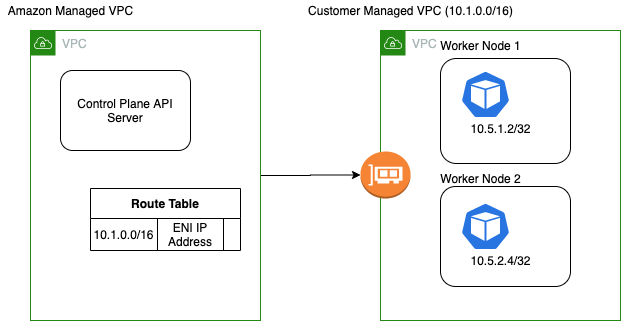 Amazon Managed VPC
Customer Managed VPC (10.1.0.0/16)
VPC
Control Plane API
Server
Route Table
10.1.0.0/16
ENI IP
Address
VPC
Worker Node 1
10.5.1.2/32
Worker Node 2
10.5.2.4/32